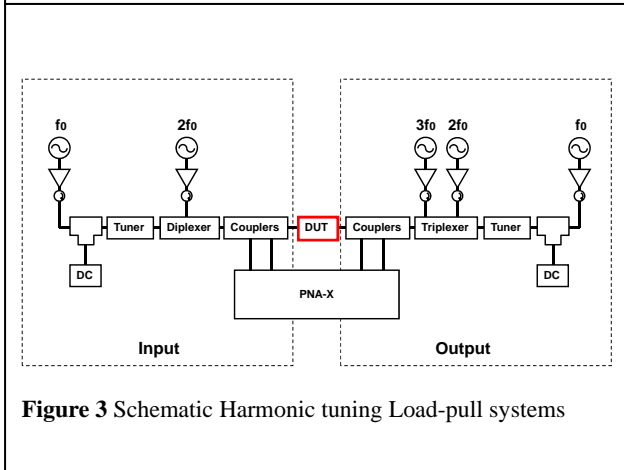 f0
2f0
3f0 2f0
f0
Tuner Diplexer Couplers DUT Couplers Triplexer Tuner
DC
DC
PNA-X
Input
Output
Figure 3 Schematic Harmonic tuning Load-pull systems